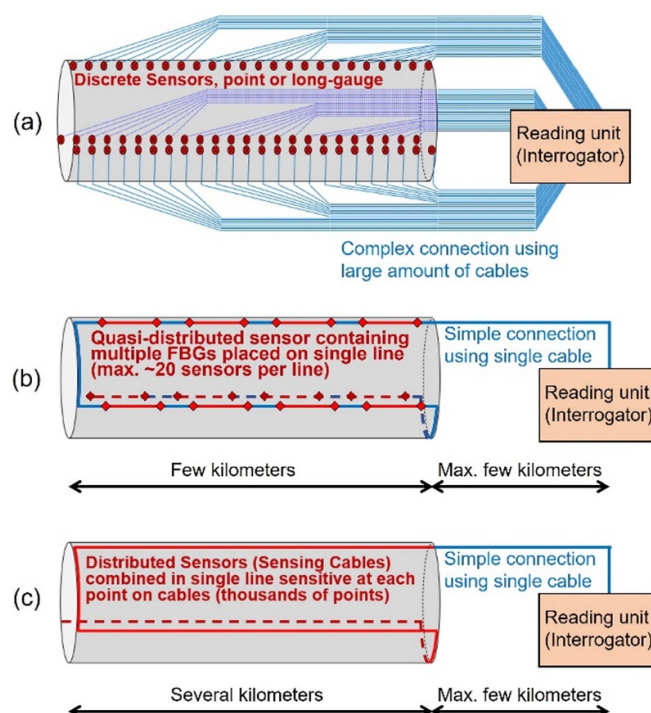 Discrete Sensors, point or long-gauge
(a)
Reading unit
(Interrogator)
Complex connection using
large amount of cables
(b)
Quasi-distributed sensor containing
multiple FBGs placed on single line
(max. ~20 sensors per line)
Simple connection
using single cable
Reading unit
(Interrogator)
Few kilometers
Max. few kilometers
(c)
Distributed Sensors (Sensing Cables)
combined in single line sensitive at each
point on cables (thousands of points)
Simple connection
using single cable
Reading unit
(Interrogator)
Several kilometers
Max. few kilometers